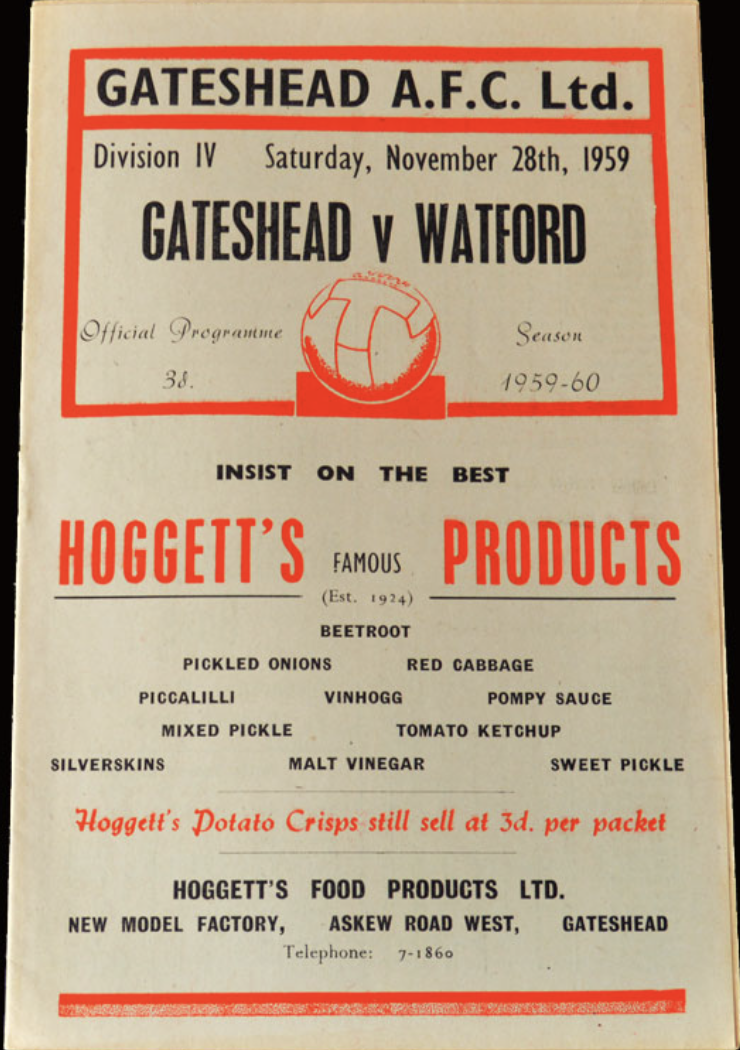 GATESHEAD A.F.C. Ltd.
Division IV Saturday, November 28th, 1959
GATESHEAD v WATFORD
Official Programme
3d.
Season
1959-60
INSIST ON THE BEST
HOGGETT'S FAMOUS PRODUCTS
(Est. 1924)
BEETROOT
PICKLED ONIONS RED CABBAGE
PICCALILLI VINHOGG POMPY SAUCE
MIXED PICKLE TOMATO KETCHUP
SILVERSKINS MALT VINEGAR SWEET PICKLE
Hoggett's Potato Crisps still sell at 3d. per packet
HOGGETT'S FOOD PRODUCTS LTD.
NEW MODEL FACTORY, ASKEW ROAD WEST, GATESHEAD
Telephone: 7-1860